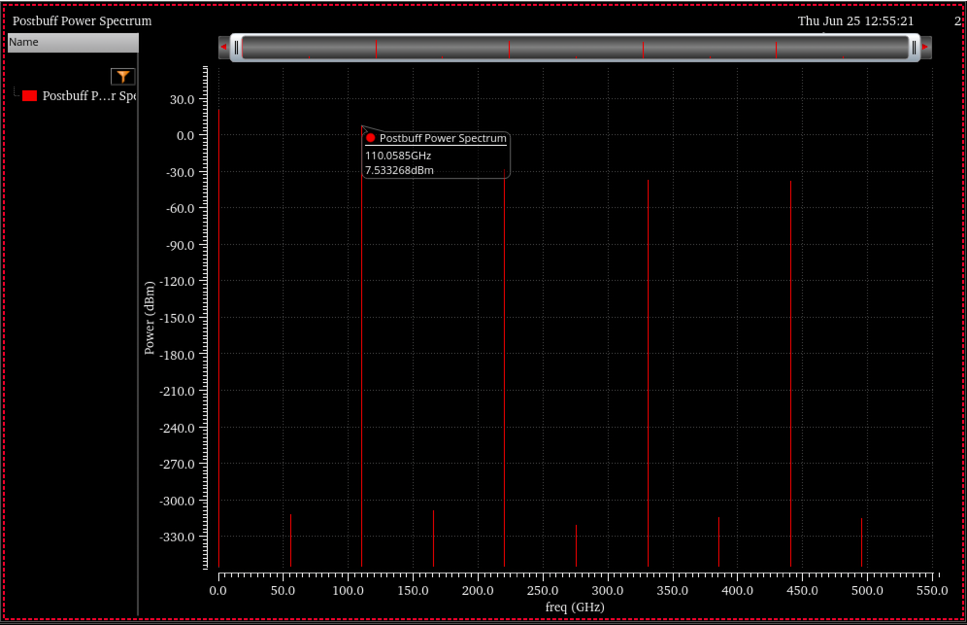 Postbuff Power Spectrum
Thu Jun 25 12:55:21
2
Name
Postbuff P...r Spe
30.0
0.0
-30.0
-60.0
-90.0
-120.0
-150.0
-180.0
-210.0
-240.0
-270.0
-300.0
-330.0
Power (dBm)
Postbuff Power Spectrum
110.0585GHz
7.533268dBm
0.0 50.0 100.0 150.0 200.0 250.0 300.0 350.0 400.0 450.0 500.0 550.0
freq (GHz)